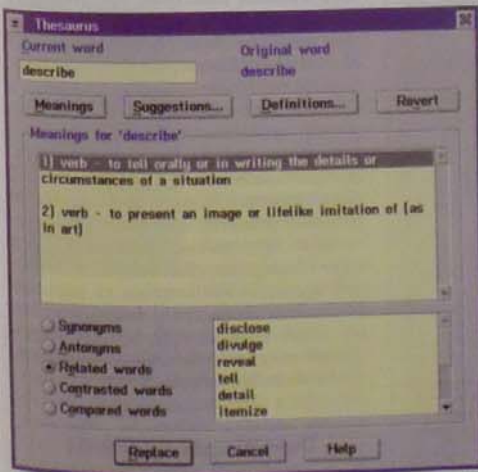 Thesaurus
Current word Original word
describe describe
Meanings Suggestions... Definitions... Revert
Meanings for 'describe'
1) verb - to tell orally or in writing the details or
circumstances of a situation
2) verb - to present an image or lifelike imitation of (as
in art)
Synonyms
Antonyms
Related words
Contrasted words
Compared words
disclose
divulge
reveal
tell
detail
itemize
Replace Cancel Help